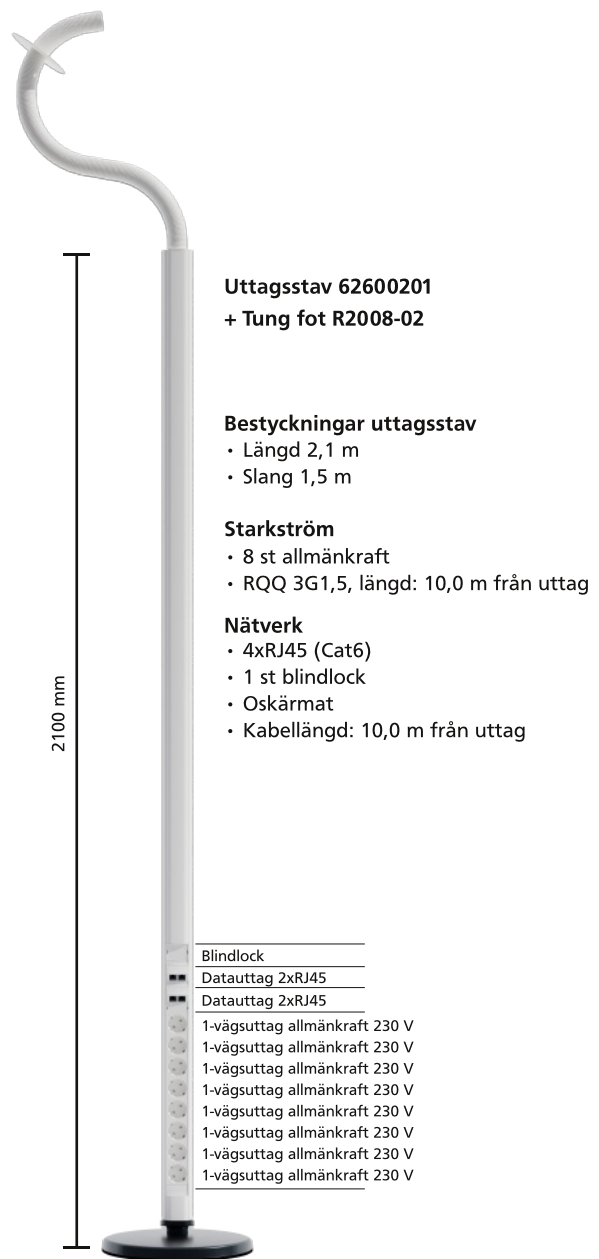 Uttagsstav 62600201
+ Tung fot R2008-02
Bestyckningar uttagsstav
• Längd 2,1 m
• Slang 1,5 m
Starkström
• 8 st allmänkraft
• RQQ 3G1,5, längd: 10,0 m från uttag
Nätverk
• 4xRJ45 (Cat6)
• 1 st blindlock
• Oskärmat
• Kabellängd: 10,0 m från uttag
2100 mm
Blindlock
Datauttag 2xRJ45
Datauttag 2xRJ45
1-vägsuttag allmänkraft 230 V
1-vägsuttag allmänkraft 230 V
1-vägsuttag allmänkraft 230 V
1-vägsuttag allmänkraft 230 V
1-vägsuttag allmänkraft 230 V
1-vägsuttag allmänkraft 230 V
1-vägsuttag allmänkraft 230 V
1-vägsuttag allmänkraft 230 V